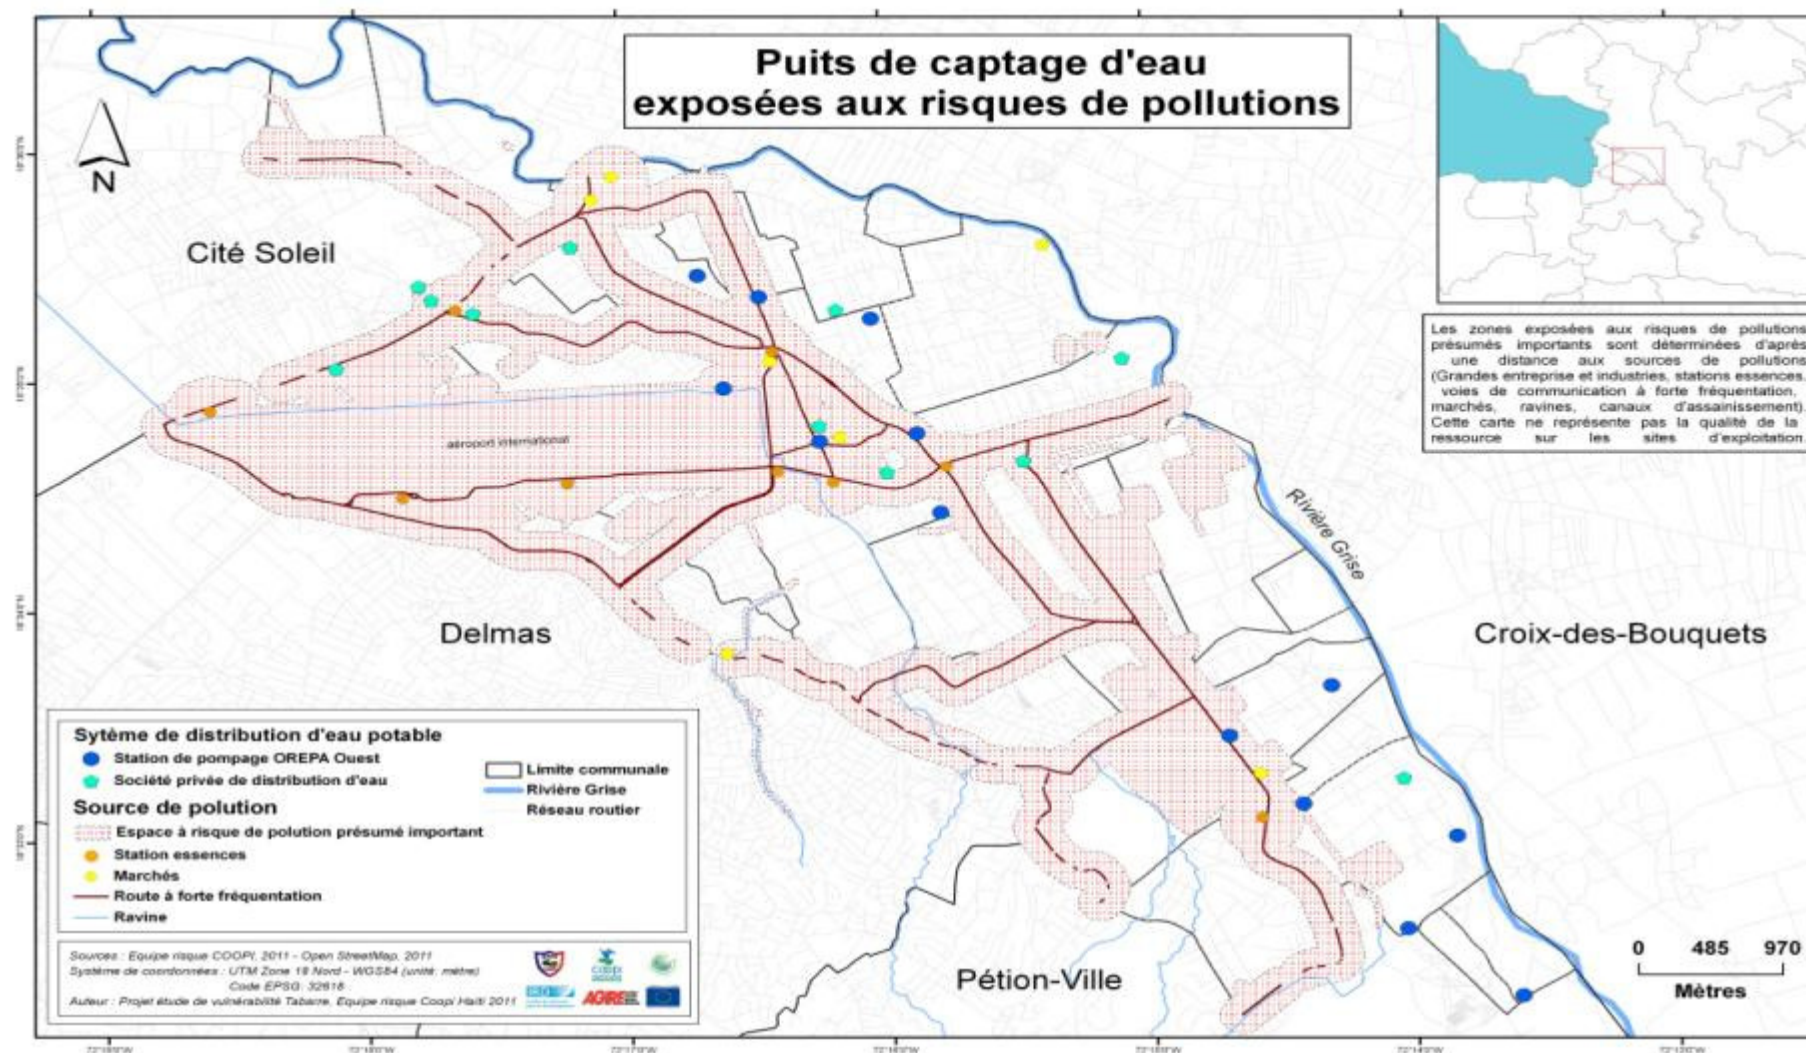 Puits de captage d'eau
exposées aux risques de pollutions
N
Cité Soleil
aéroport international
Rivière Grise
Delmas
Croix-des-Bouquets
Pétion-Ville
Les zones exposées aux risques de pollutions
présumés importants sont déterminées d'après
une distance aux sources de pollutions
(Grandes entreprise et industries, stations essences,
voies de communication à forte fréquentation,
marchés, ravines, canaux d'assainissement).
Cette carte ne représente pas la qualité de la
ressource sur les sites d'exploitation.
Sytème de distribution d'eau potable
Station de pompage OREPA Ouest
Société privée de distribution d'eau
Source de polution
Espace à risque de polution présumé important
Station essences
Marchés
Route à forte fréquentation
Ravine
Limite communale
Rivière Grise
Réseau routier
Sources : Equipe risque COOPI, 2011 - Open StreetMap, 2011
Système de coordonnées : UTM Zone 18 Nord - WGS84 (unité: mètre)
Code EPSG: 32618
Auteur : Projet étude de vulnérabilité Tabarre, Equipe risque Coopi Haïti 2011
coopi
AGIRE
0 485 970
Mètres